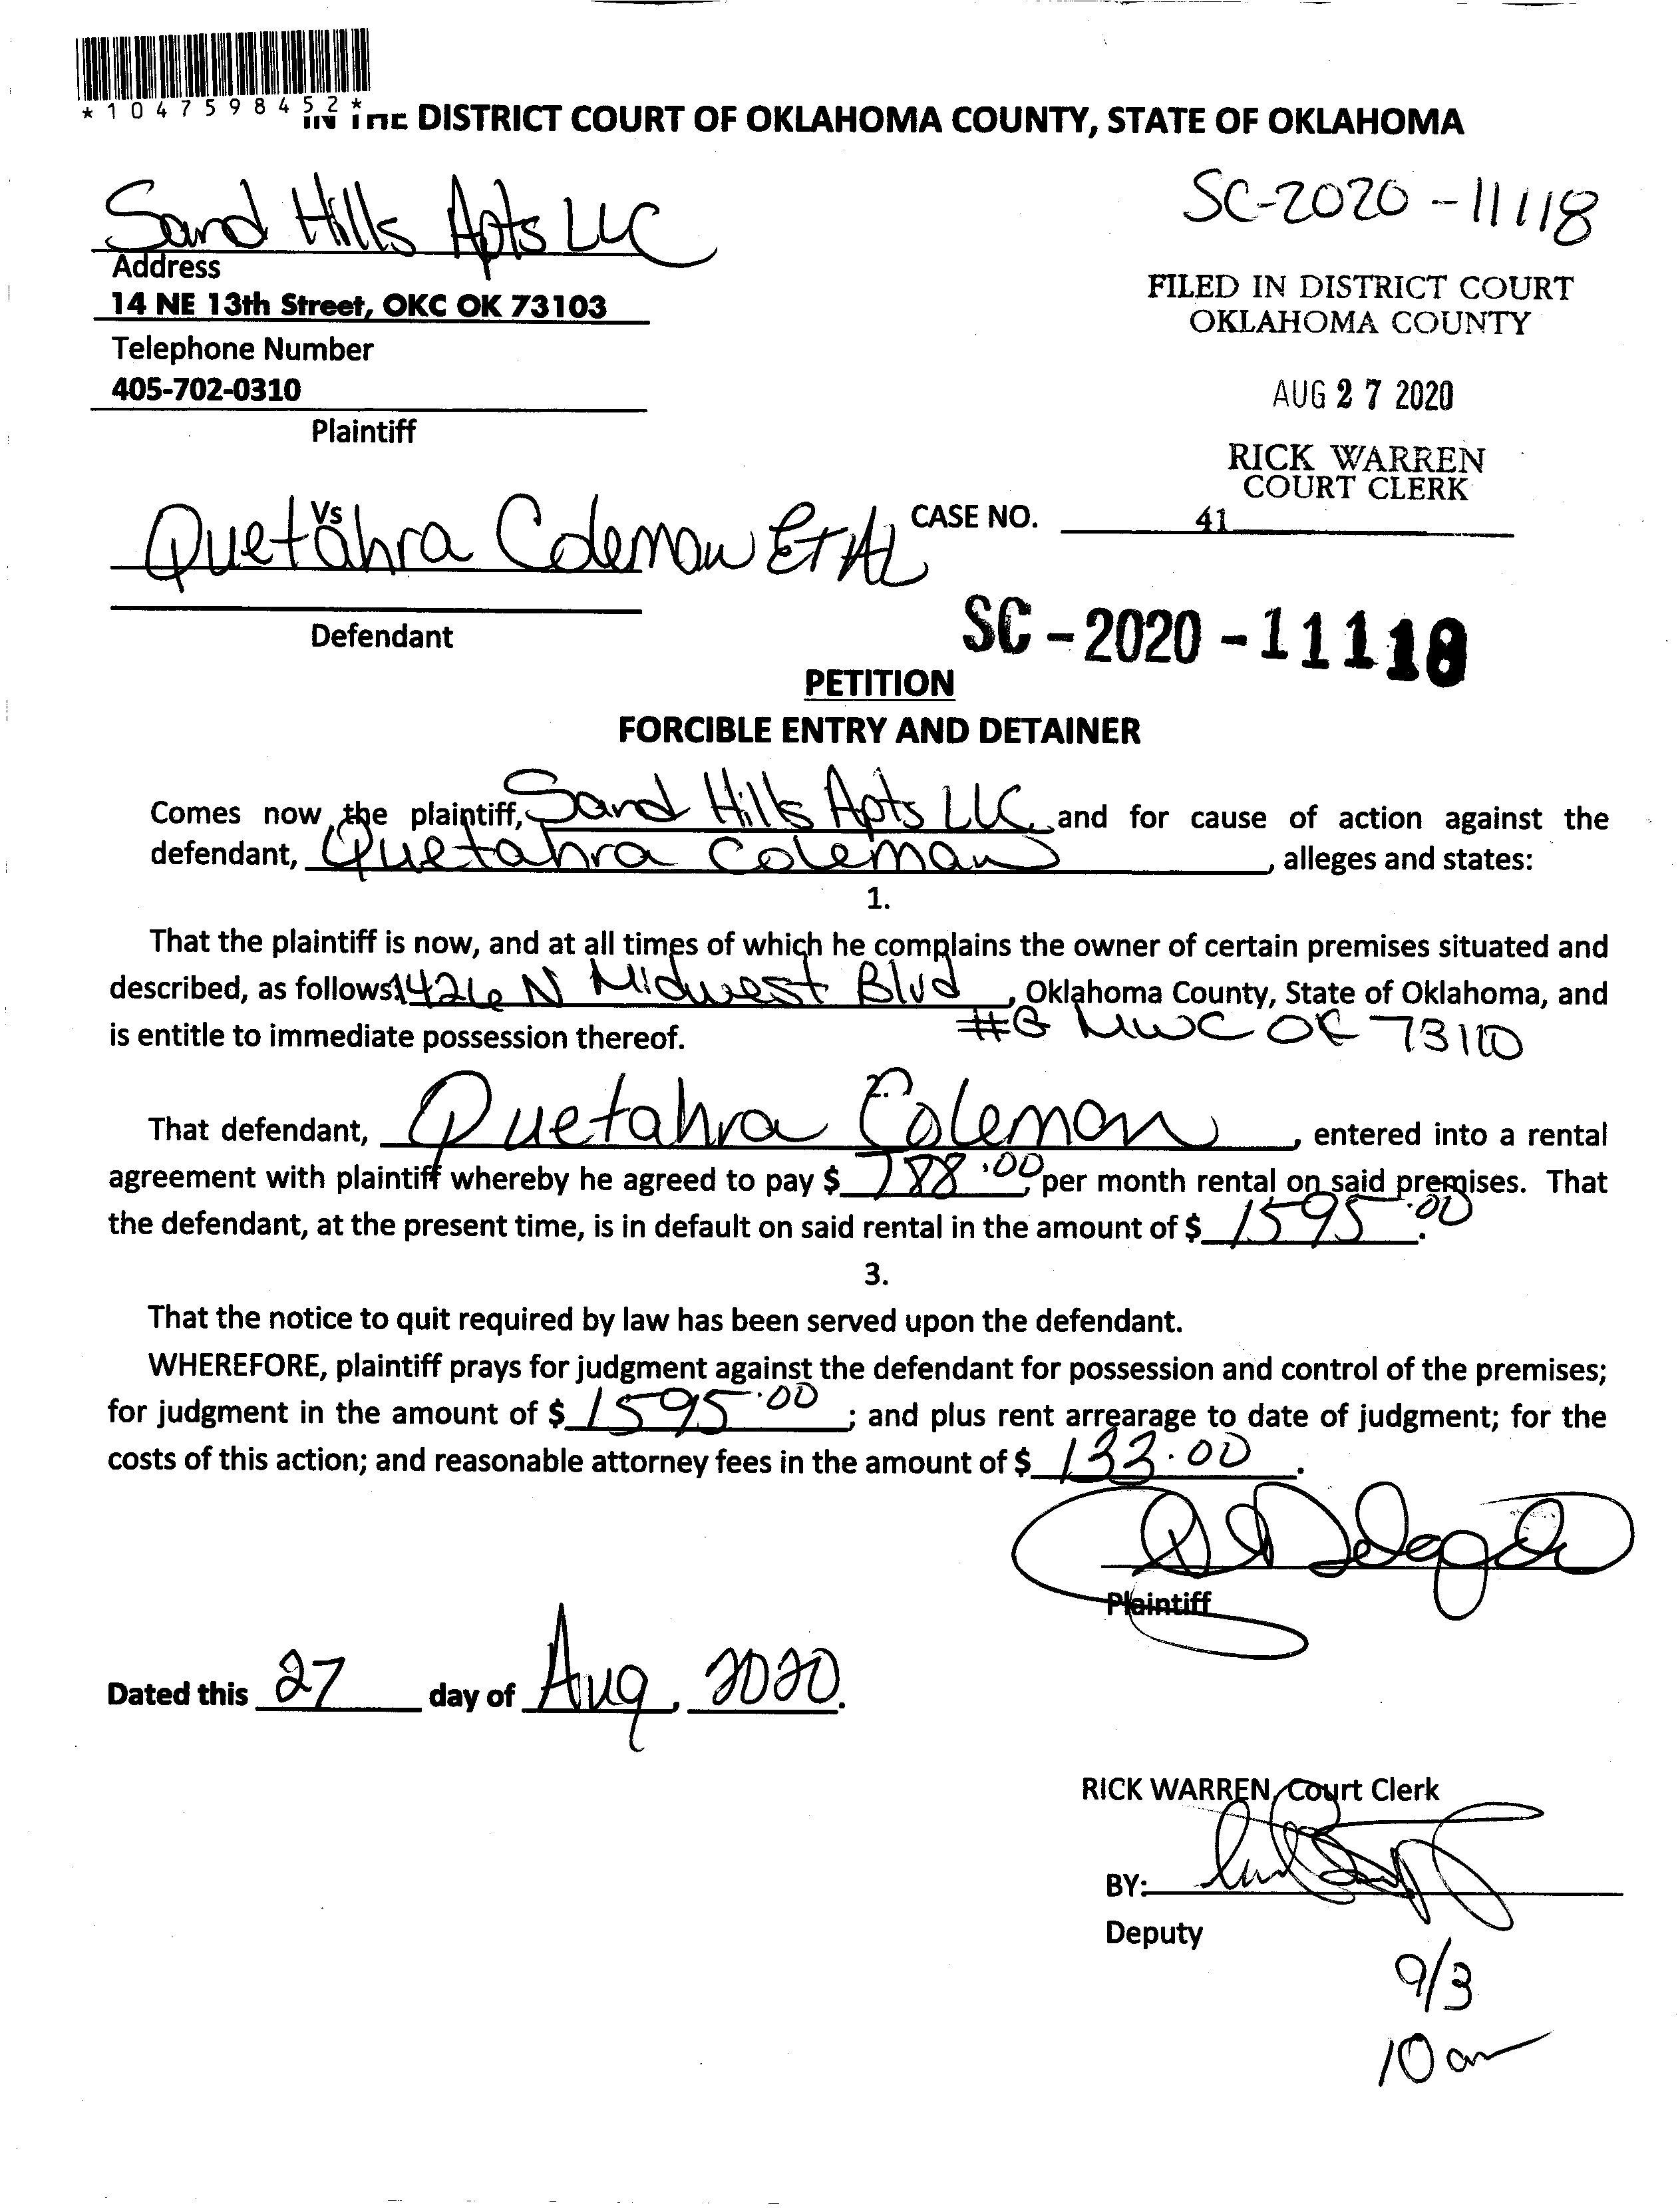 *1047598452*
IN THE DISTRICT COURT OF OKLAHOMA COUNTY, STATE OF OKLAHOMA
Sand Hills Apts LLC
SC-2020-11118
Address
14 NE 13th Street, OKC OK 73103
FILED IN DISTRICT COURT
OKLAHOMA COUNTY
Telephone Number
405-702-0310
AUG 27 2020
Plaintiff
RICK WARREN
COURT CLERK
Vs
Quetahra Coleman Et Al
CASE NO.
41
Defendant
SC-2020-11118
PETITION
FORCIBLE ENTRY AND DETAINER
Comes now the plaintiff, Sand Hills Apts LLC and for cause of action against the
defendant, Quetahra Coleman, alleges and states:
1.
That the plaintiff is now, and at all times of which he complains the owner of certain premises situated and
described, as follows 1426 N Midwest Blvd, Oklahoma County, State of Oklahoma, and
is entitle to immediate possession thereof. MWC OK 73110
2.
That defendant, Quetahra Coleman, entered into a rental
agreement with plaintiff whereby he agreed to pay $ 788.00, per month rental on said premises. That
the defendant, at the present time, is in default on said rental in the amount of $ 1595.00.
3.
That the notice to quit required by law has been served upon the defendant.
WHEREFORE, plaintiff prays for judgment against the defendant for possession and control of the premises;
for judgment in the amount of $ 1595.00; and plus rent arrearage to date of judgment; for the
costs of this action; and reasonable attorney fees in the amount of $ 133.00.
Plaintiff
Dated this 27 day of Aug, 2020.
RICK WARREN, Court Clerk
BY:
Deputy
9/3
10 am